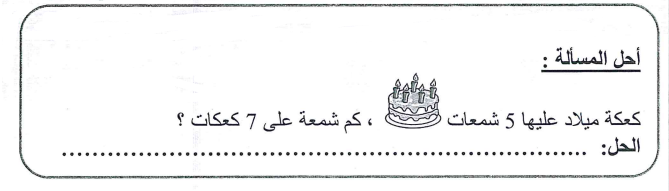 أحل المسألة :
كعكة ميلاد عليها 5 شمعات ، كم شمعة على 7 كعكات ؟
الحل: ......................................................................